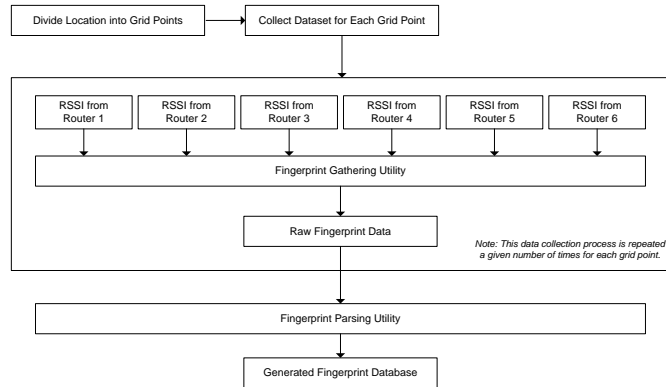 Divide Location into Grid Points
Collect Dataset for Each Grid Point
RSSI from
Router 1
RSSI from
Router 2
RSSI from
Router 3
RSSI from
Router 4
RSSI from
Router 5
RSSI from
Router 6
Fingerprint Gathering Utility
Raw Fingerprint Data
Note: This data collection process is repeated
a given number of times for each grid point.
Fingerprint Parsing Utility
Generated Fingerprint Database